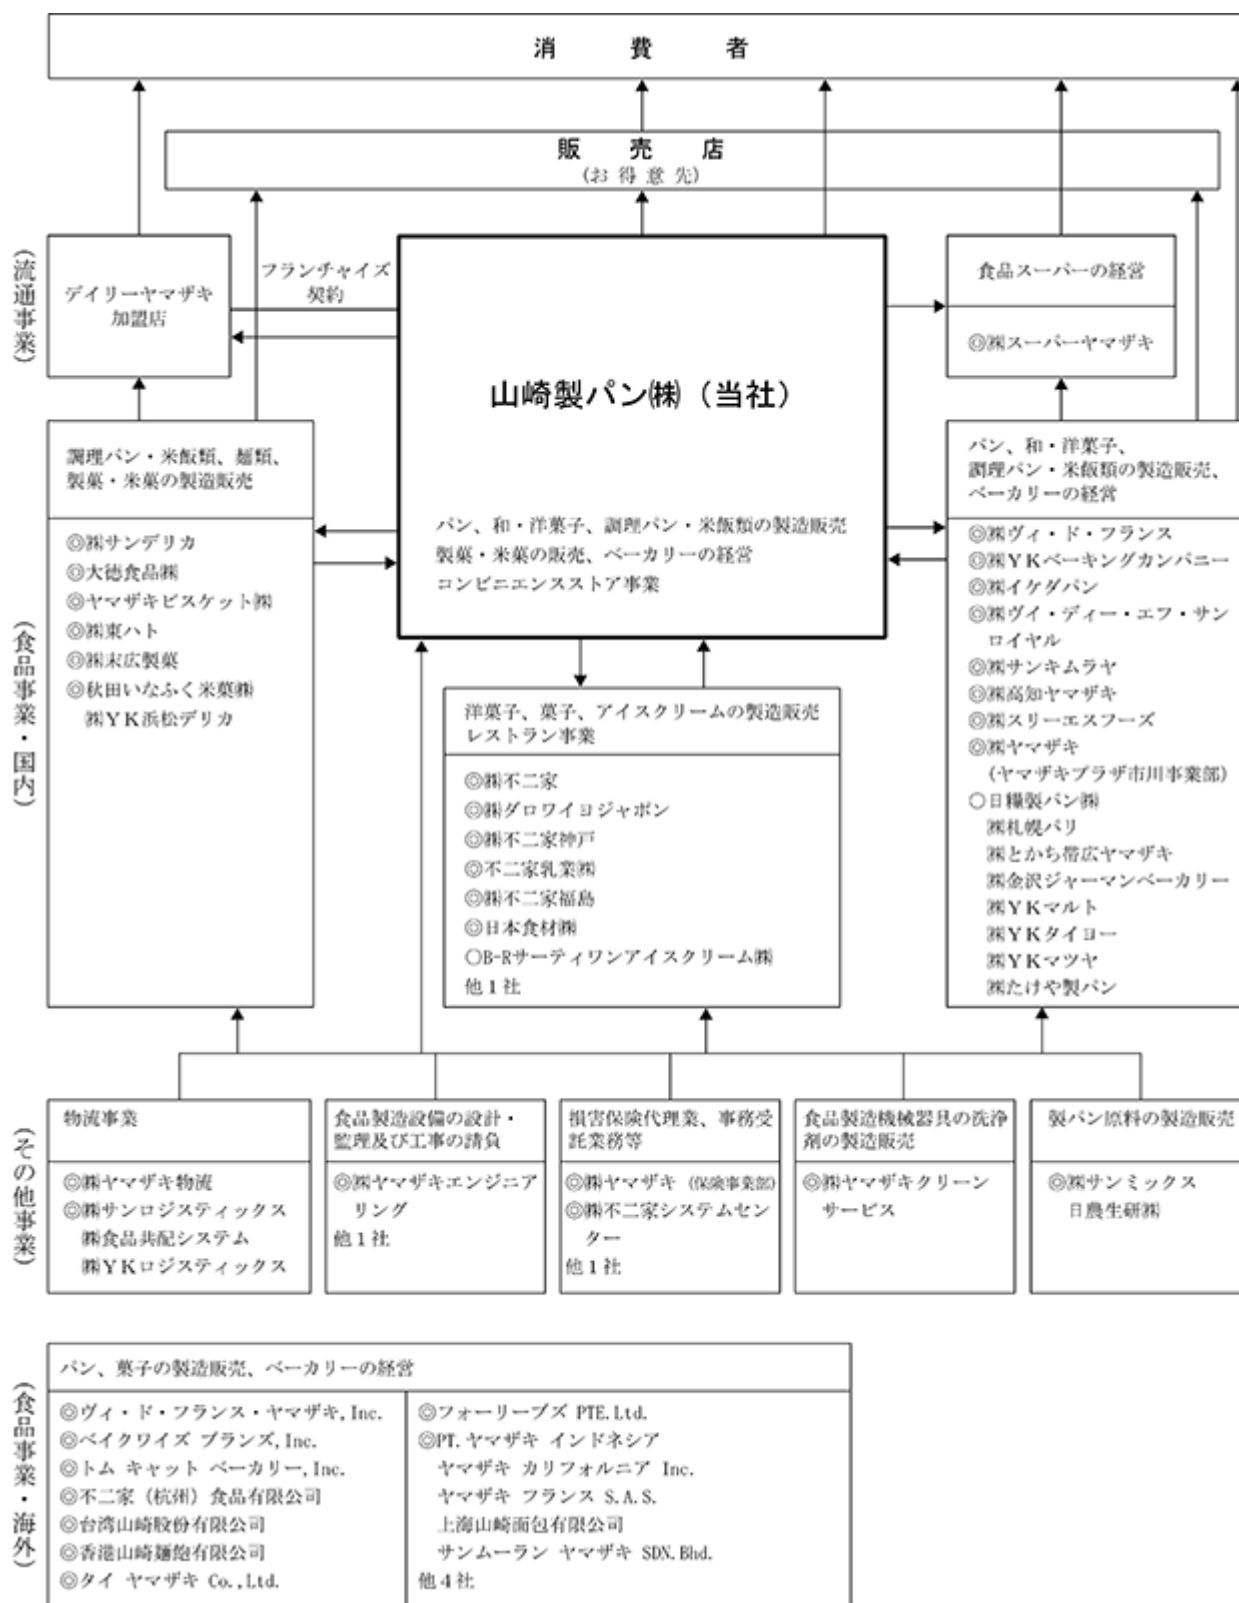 消費者
販売店
(お得意先)
(流通事業)
デイリーヤマザキ
加盟店
フランチャイズ
契約
山崎製パン㈱（当社）
パン、和・洋菓子、調理パン・米飯類の製造販売
製菓・米菓の販売、ベーカリーの経営
コンビニエンスストア事業
食品スーパーの経営
◎㈱スーパーヤマザキ
(食品事業・国内)
調理パン・米飯類、麺類、
製菓・米菓の製造販売
◎㈱サンデリカ
◎大徳食品㈱
◎ヤマザキビスケット㈱
◎㈱東ハト
◎㈱末広製菓
◎秋田いなふく米菓㈱
㈱ＹＫ浜松デリカ
洋菓子、菓子、アイスクリームの製造販売
レストラン事業
◎㈱不二家
◎㈱ダロワイヨジャポン
◎㈱不二家神戸
◎不二家乳業㈱
◎㈱不二家福島
◎日本食材㈱
○B-Rサーティワンアイスクリーム㈱
他１社
パン、和・洋菓子、
調理パン・米飯類の製造販売、
ベーカリーの経営
◎㈱ヴィ・ド・フランス
◎㈱ＹＫベーキングカンパニー
◎㈱イケダパン
◎㈱ヴイ・ディー・エフ・サン
ロイヤル
◎㈱サンキムラヤ
◎㈱高知ヤマザキ
◎㈱スリーエスフーズ
◎㈱ヤマザキ
(ヤマザキプラザ市川事業部)
○日糧製パン㈱
㈱札幌パリ
㈱とかち帯広ヤマザキ
㈱金沢ジャーマンベーカリー
㈱ＹＫマルト
㈱ＹＫタイヨー
㈱ＹＫマツヤ
㈱たけや製パン
(その他事業)
物流事業
◎㈱ヤマザキ物流
◎㈱サンロジスティックス
㈱食品共配システム
㈱ＹＫロジスティックス
食品製造設備の設計・
監理及び工事の請負
◎㈱ヤマザキエンジニア
リング
他１社
損害保険代理業、事務受
託業務等
◎㈱ヤマザキ (保険事業部)
◎㈱不二家システムセン
ター
他１社
食品製造機械器具の洗浄
剤の製造販売
◎㈱ヤマザキクリーン
サービス
製パン原料の製造販売
◎㈱サンミックス
日農生研㈱
(食品事業・海外)
パン、菓子の製造販売、ベーカリーの経営
◎ヴィ・ド・フランス・ヤマザキ,Inc.
◎ベイクワイズ ブランズ,Inc.
◎トム キャット ベーカリー,Inc.
◎不二家（杭州）食品有限公司
◎台湾山崎股份有限公司
◎香港山崎麺飽有限公司
◎タイ ヤマザキ Co.,Ltd.
◎フォーリーブズ PTE.Ltd.
◎PT.ヤマザキ インドネシア
ヤマザキ カリフォルニア Inc.
ヤマザキ フランス S.A.S.
上海山崎面包有限公司
サンムーラン ヤマザキ SDN.Bhd.
他４社